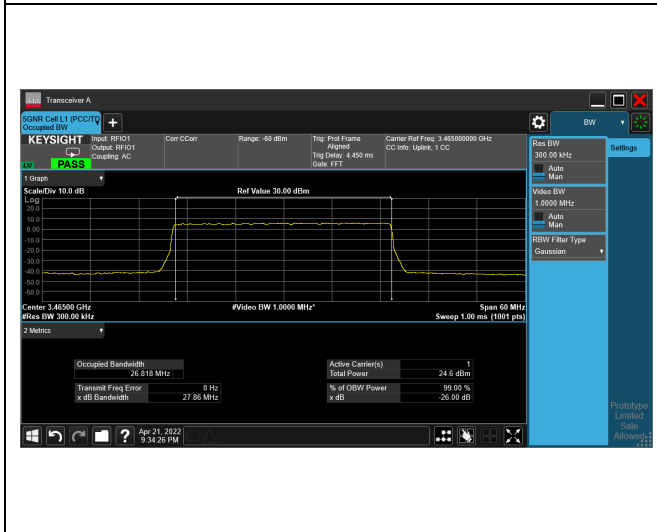 Transceiver A
5GNR Cell L1 (PCC/TD
Occupied BW
BW
KEYSIGHT
LW PASS
Input: RFIO1
Output: RFIO1
Coupling: AC
Corr CCorr
Range: -60 dBm
Trig: Prot Frame
Aligned
Trig Delay: 4.450 ms
Gate: FFT
Carrier Ref Freq: 3.465000000 GHz
CC Info: Uplink, 1 CC
1 Graph
Scale/Div 10.0 dB
Ref Value 30.00 dBm
Log
20.0
10.0
0.00
-10.0
-20.0
-30.0
-40.0
-50.0
-60.0
Center 3.46500 GHz
#Video BW 1.0000 MHz*
Span 60 MHz
#Res BW 300.00 kHz
Sweep 1.00 ms (1001 pts)
2 Metrics
Occupied Bandwidth
26.818 MHz
Transmit Freq Error 0 Hz
x dB Bandwidth 27.86 MHz
Active Carrier(s) 1
Total Power 24.6 dBm
% of OBW Power 99.00 %
x dB -26.00 dB
Res BW
300.00 kHz
Auto
Man
Video BW
1.0000 MHz
Auto
Man
RBW Filter Type
Gaussian
Settings
Prototype
Limited
Sale
Allowed
?
Apr 21, 2022
9:34:26 PM